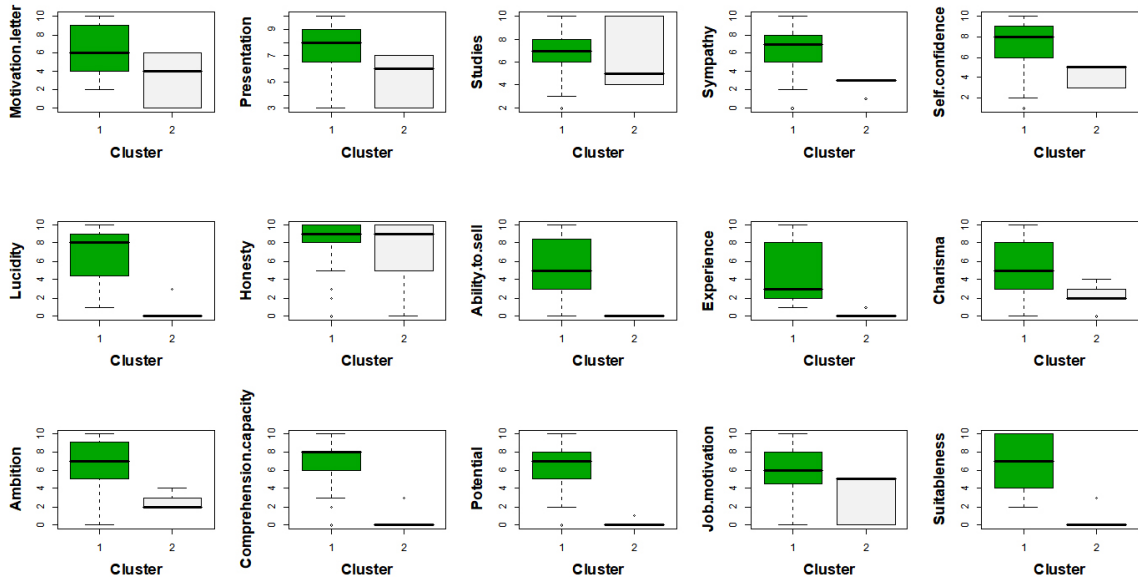 Motivation.letter
0 2 4 6 8 10
1 2
Cluster
Presentation
3 5 7 9
1 2
Cluster
Studies
2 4 6 8 10
1 2
Cluster
Sympathy
0 2 4 6 8 10
1 2
Cluster
Self.confidence
2 4 6 8 10
1 2
Cluster
Lucidity
0 2 4 6 8 10
1 2
Cluster
Honesty
0 2 4 6 8 10
1 2
Cluster
Ability.to.sell
0 2 4 6 8 10
1 2
Cluster
Experience
0 2 4 6 8 10
1 2
Cluster
Charisma
0 2 4 6 8 10
1 2
Cluster
Ambition
0 2 4 6 8 10
1 2
Cluster
Comprehension.capacity
0 2 4 6 8 10
1 2
Cluster
Potential
0 2 4 6 8 10
1 2
Cluster
Job.motivation
0 2 4 6 8 10
1 2
Cluster
Suitableness
0 2 4 6 8 10
1 2
Cluster